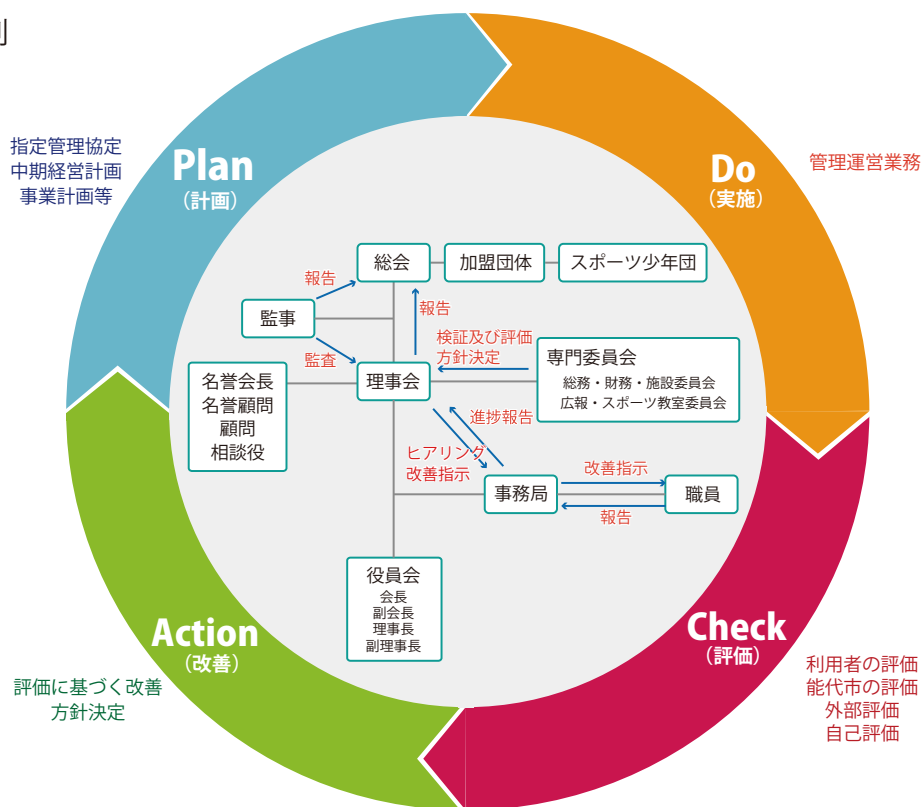 制
Plan
(計画)
指定管理協定
中期経営計画
事業計画等
Do
(実施)
管理運営業務
総会
加盟団体
スポーツ少年団
報告
監事
報告
監査
検証及び評価
方針決定
理事会
専門委員会
総務・財務・施設委員会
広報・スポーツ教室委員会
名誉会長
名誉顧問
顧問
相談役
進捗報告
ヒアリング
改善指示
事務局
改善指示
職員
報告
役員会
会長
副会長
理事長
副理事長
Action
(改善)
評価に基づく改善
方針決定
Check
(評価)
利用者の評価
能代市の評価
外部評価
自己評価